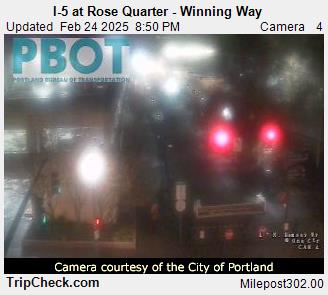 I-5 at Rose Quarter - Winning Way
Updated Feb 24 2025 8:50 PM Camera 4
PBOT
PORTLAND BUREAU OF TRANSPORTATION
Camera courtesy of the City of Portland
TripCheck.com Milepost302.00